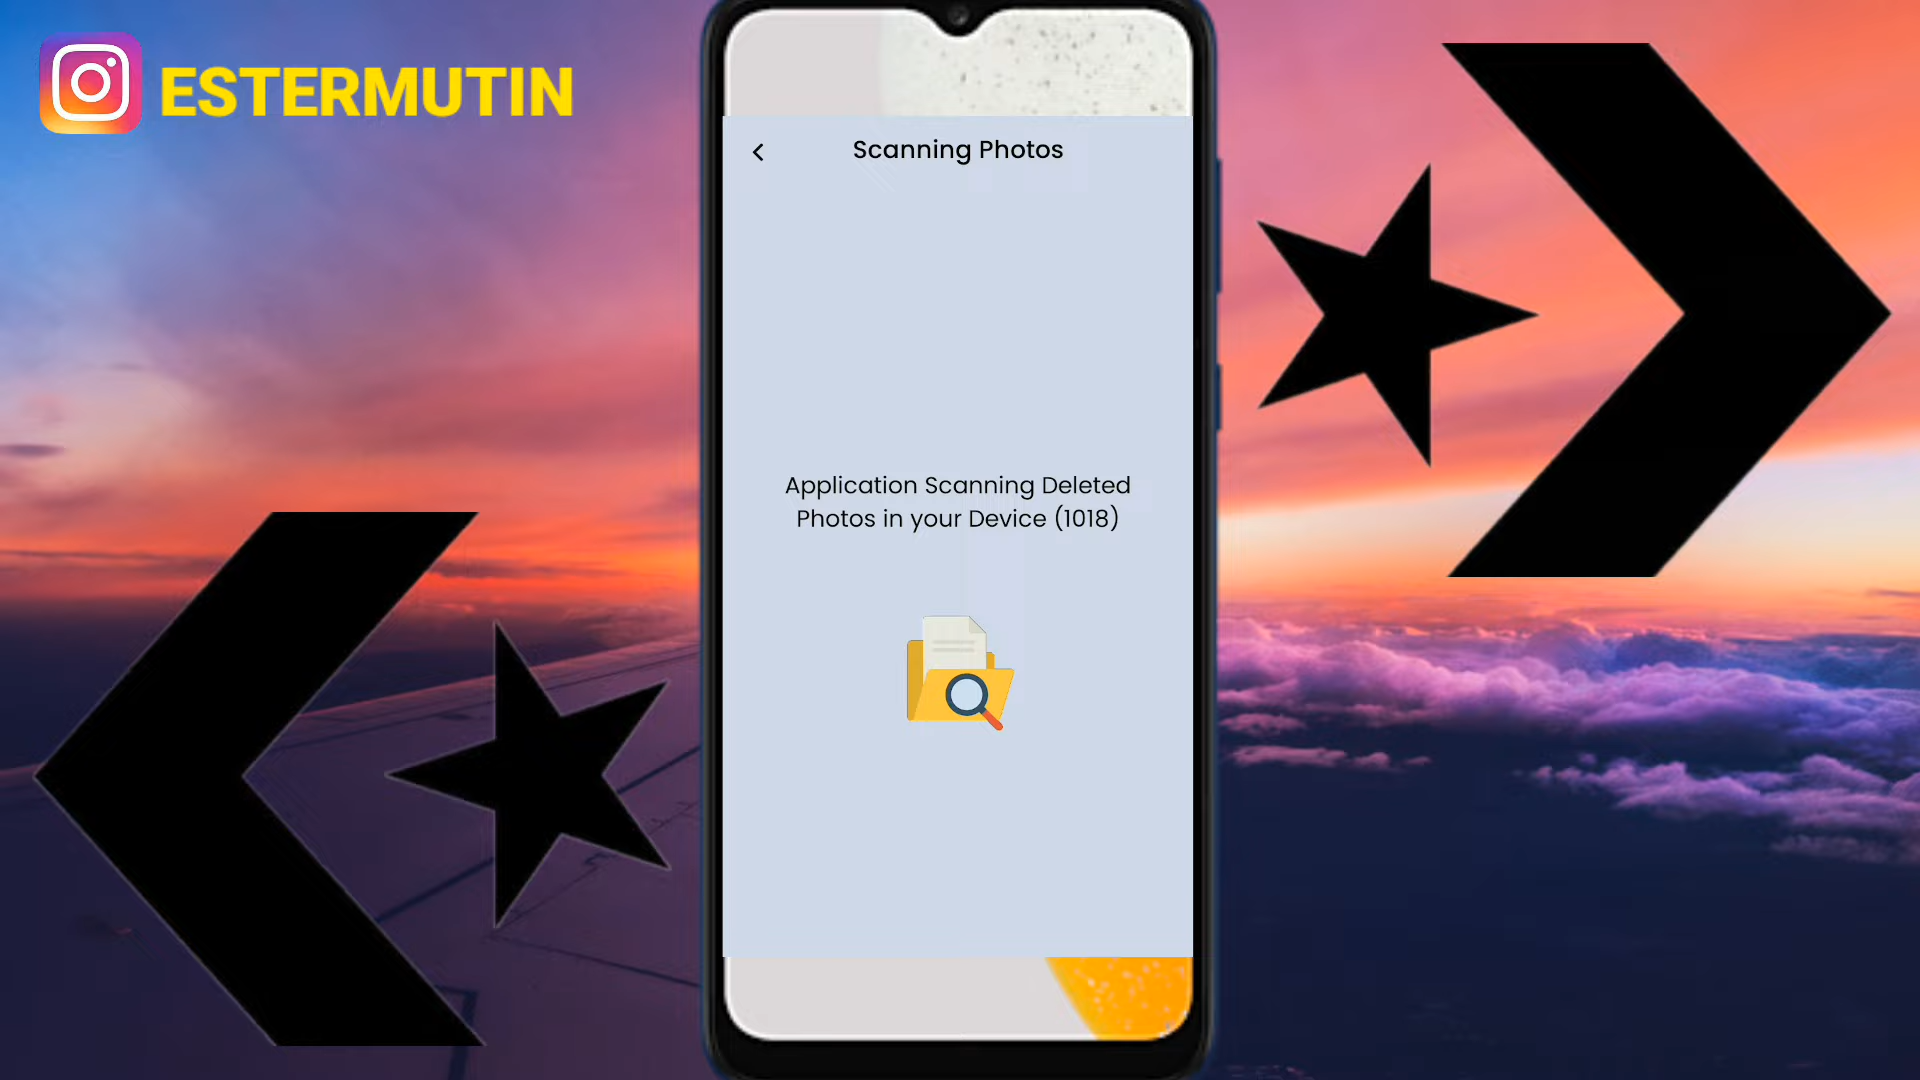 ESTERMUTIN
Scanning Photos
Application Scanning Deleted
Photos in your Device (1018)